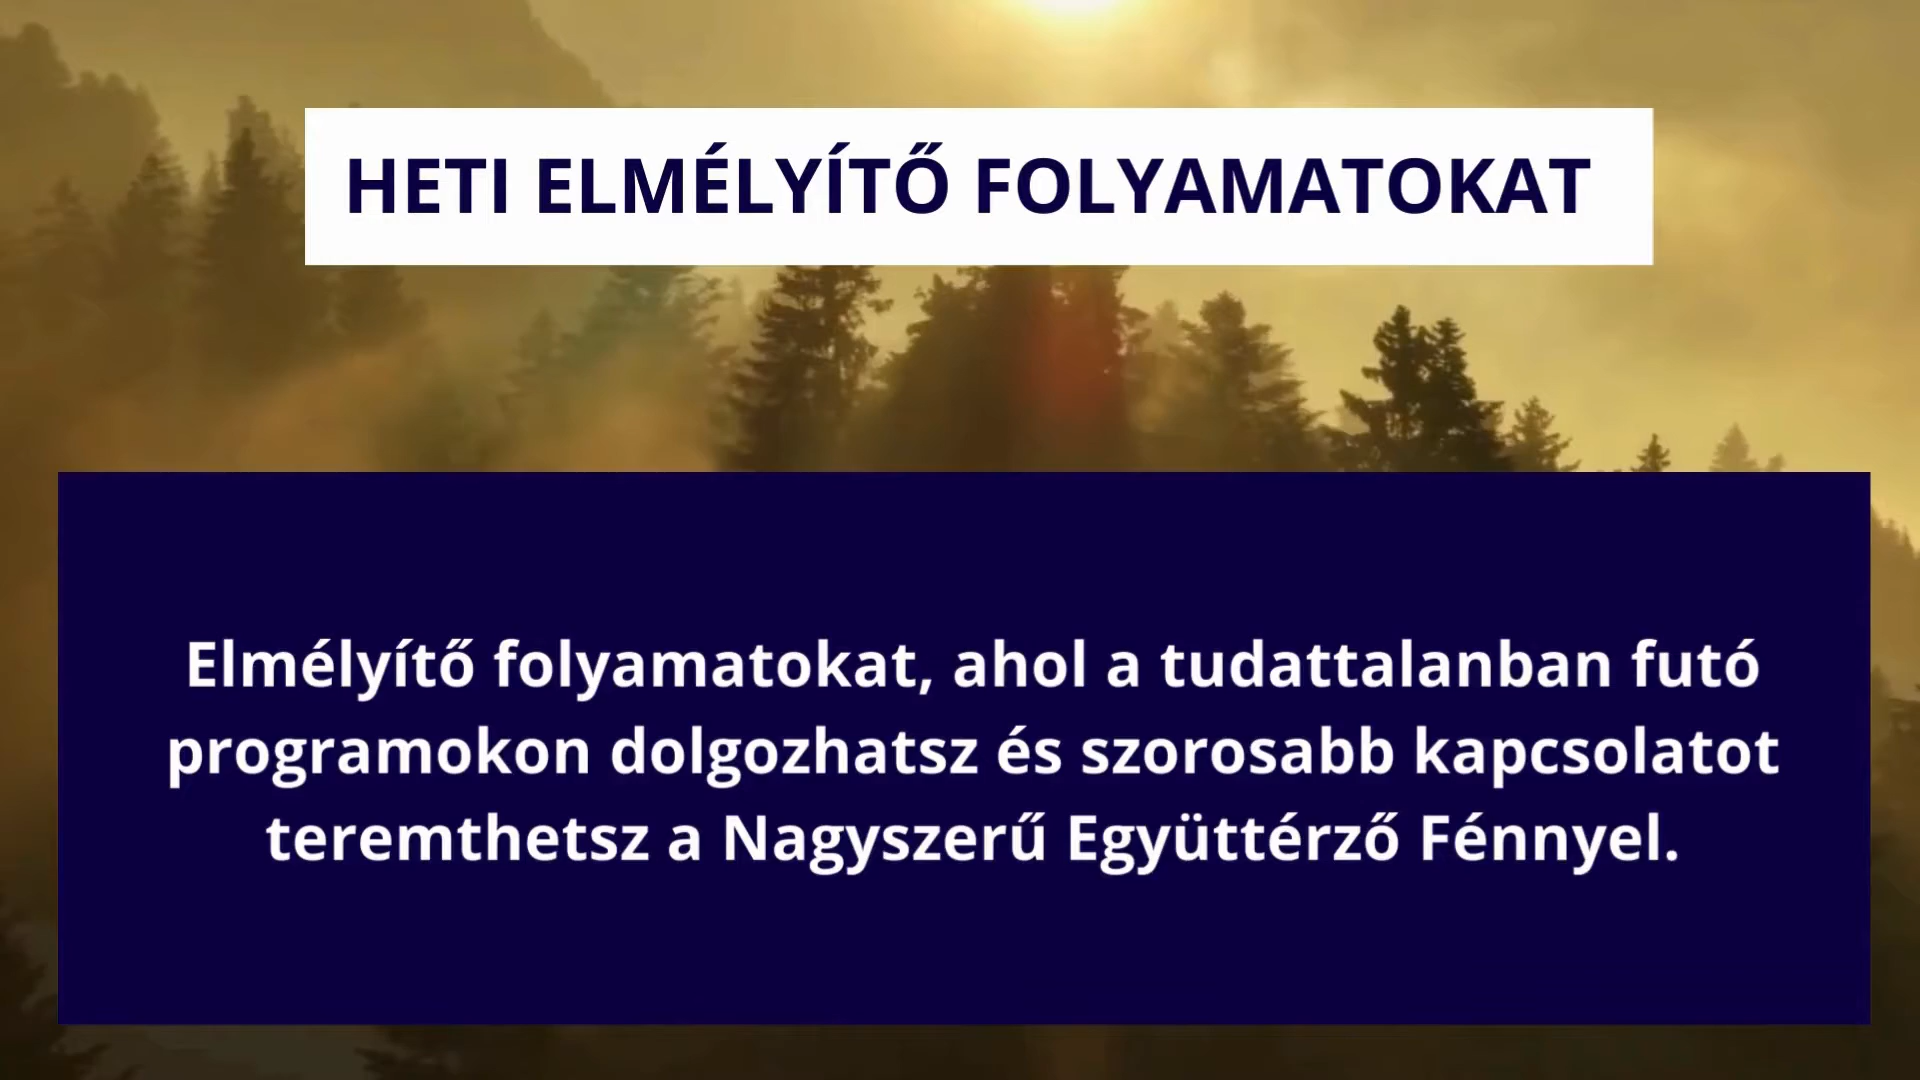 HETI ELMÉLYÍTŐ FOLYAMATOKAT
Elmélyítő folyamatokat, ahol a tudattalanban futó
programokon dolgozhatsz és szorosabb kapcsolatot
teremthetsz a Nagyszerű Együttérző Fénnyel.